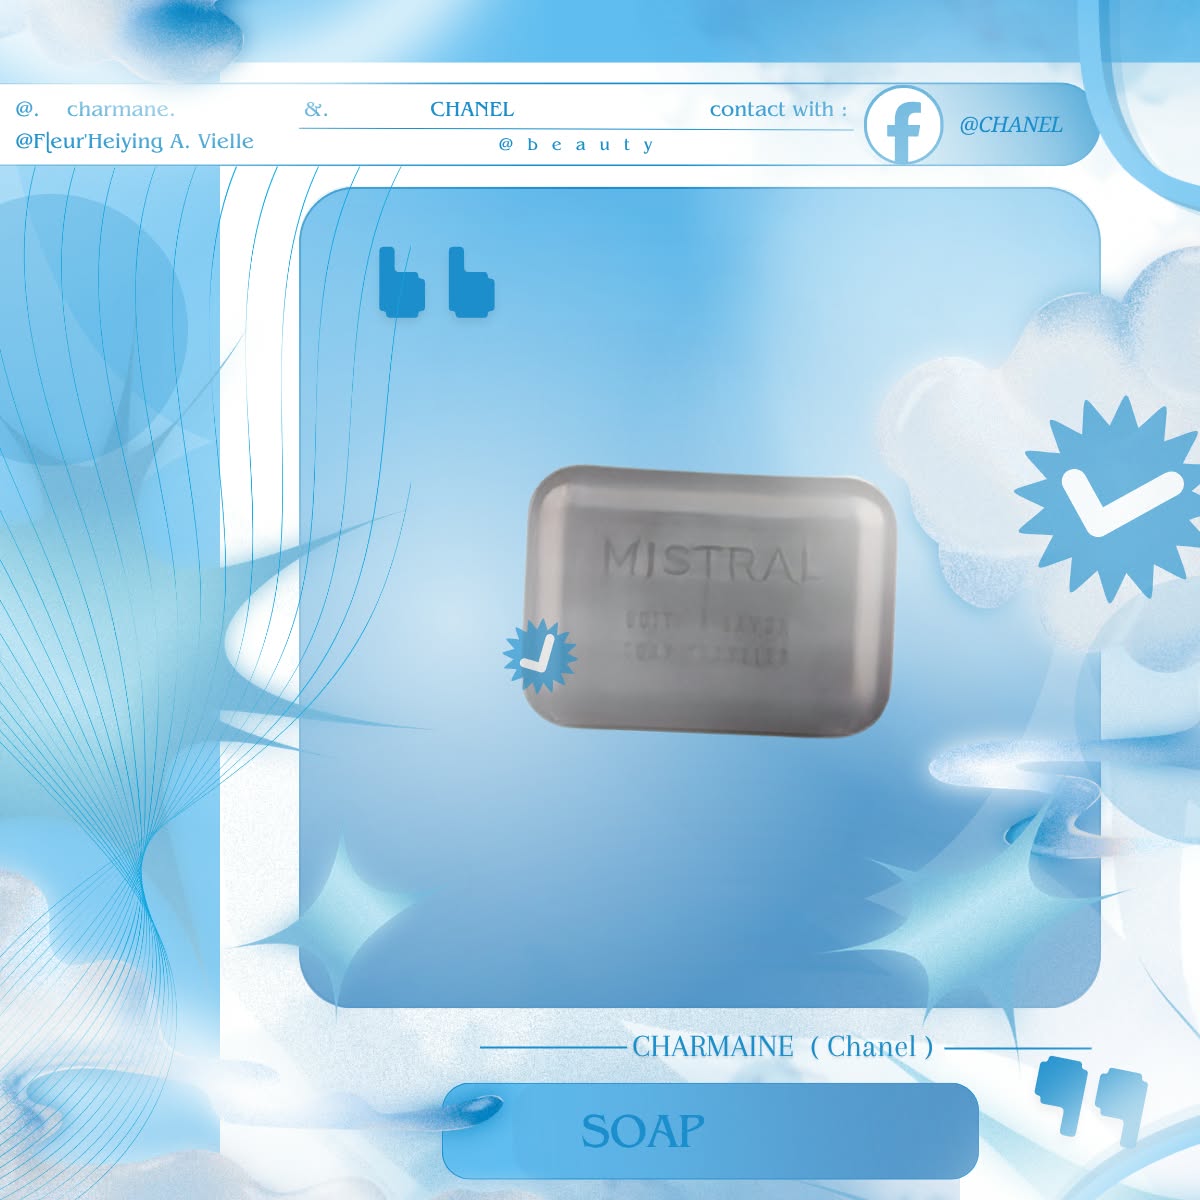 @. charmane. &. CHANEL contact with :
@CHANEL
@Fleur'Heiying A. Vielle @ b e a u t y
MISTRAL
CHARMAINE ( Chanel )
SOAP